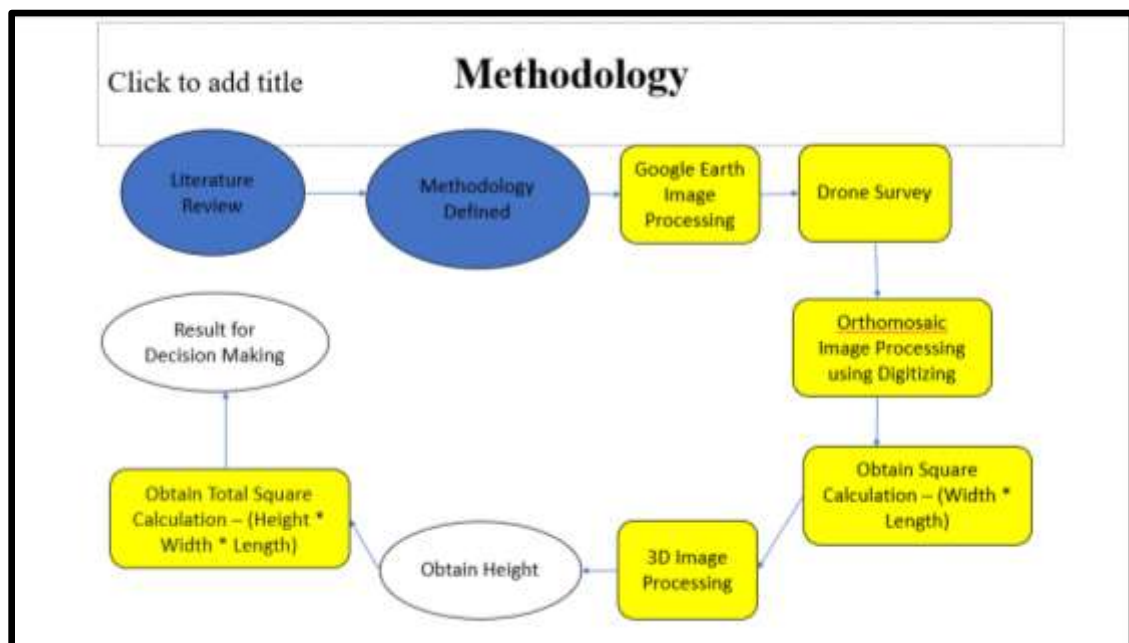 Click to add title
Methodology
Literature
Review
Methodology
Defined
Google Earth
Image
Processing
Drone Survey
Orthomosaic
Image Processing
using Digitizing
Obtain Square
Calculation – (Width *
Length)
3D Image
Processing
Obtain Height
Obtain Total Square
Calculation – (Height *
Width * Length)
Result for
Decision Making